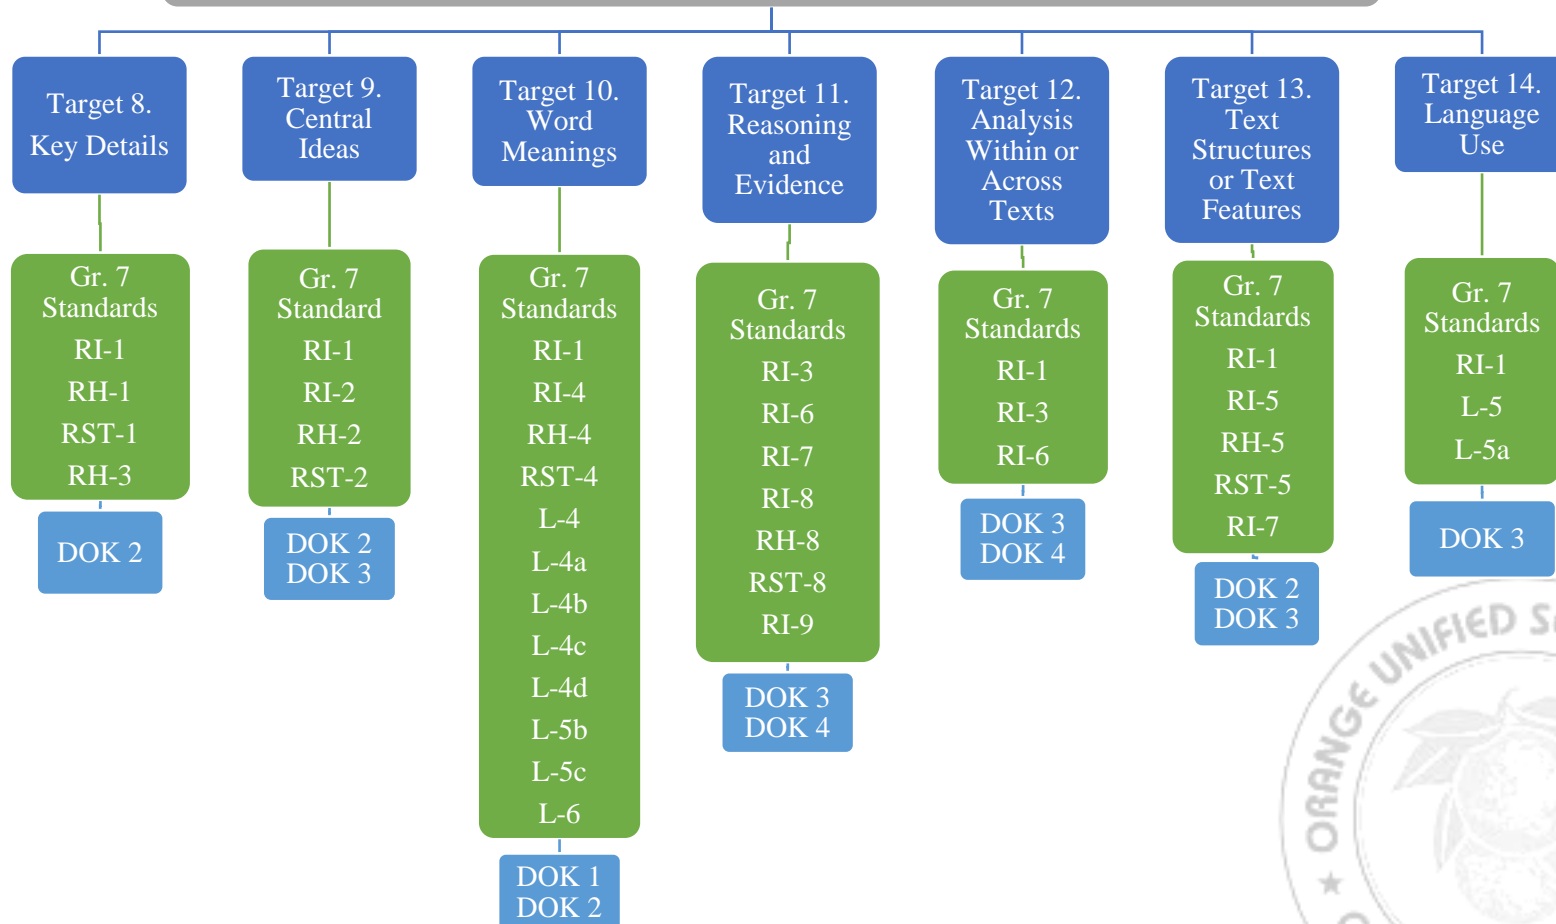 Target 8.
Key Details
Gr. 7
Standards
RI-1
RH-1
RST-1
RH-3
DOK 2
Target 9.
Central
Ideas
Gr. 7
Standard
RI-1
RI-2
RH-2
RST-2
DOK 2
DOK 3
Target 10.
Word
Meanings
Gr. 7
Standards
RI-1
RI-4
RH-4
RST-4
L-4
L-4a
L-4b
L-4c
L-4d
L-5b
L-5c
L-6
DOK 1
DOK 2
Target 11.
Reasoning
and
Evidence
Gr. 7
Standards
RI-3
RI-6
RI-7
RI-8
RH-8
RST-8
RI-9
DOK 3
DOK 4
Target 12.
Analysis
Within or
Across
Texts
Gr. 7
Standards
RI-1
RI-3
RI-6
DOK 3
DOK 4
Target 13.
Text
Structures
or Text
Features
Gr. 7
Standards
RI-1
RI-5
RH-5
RST-5
RI-7
DOK 2
DOK 3
Target 14.
Language
Use
Gr. 7
Standards
RI-1
L-5
L-5a
DOK 3
ORANGE UNIFIED